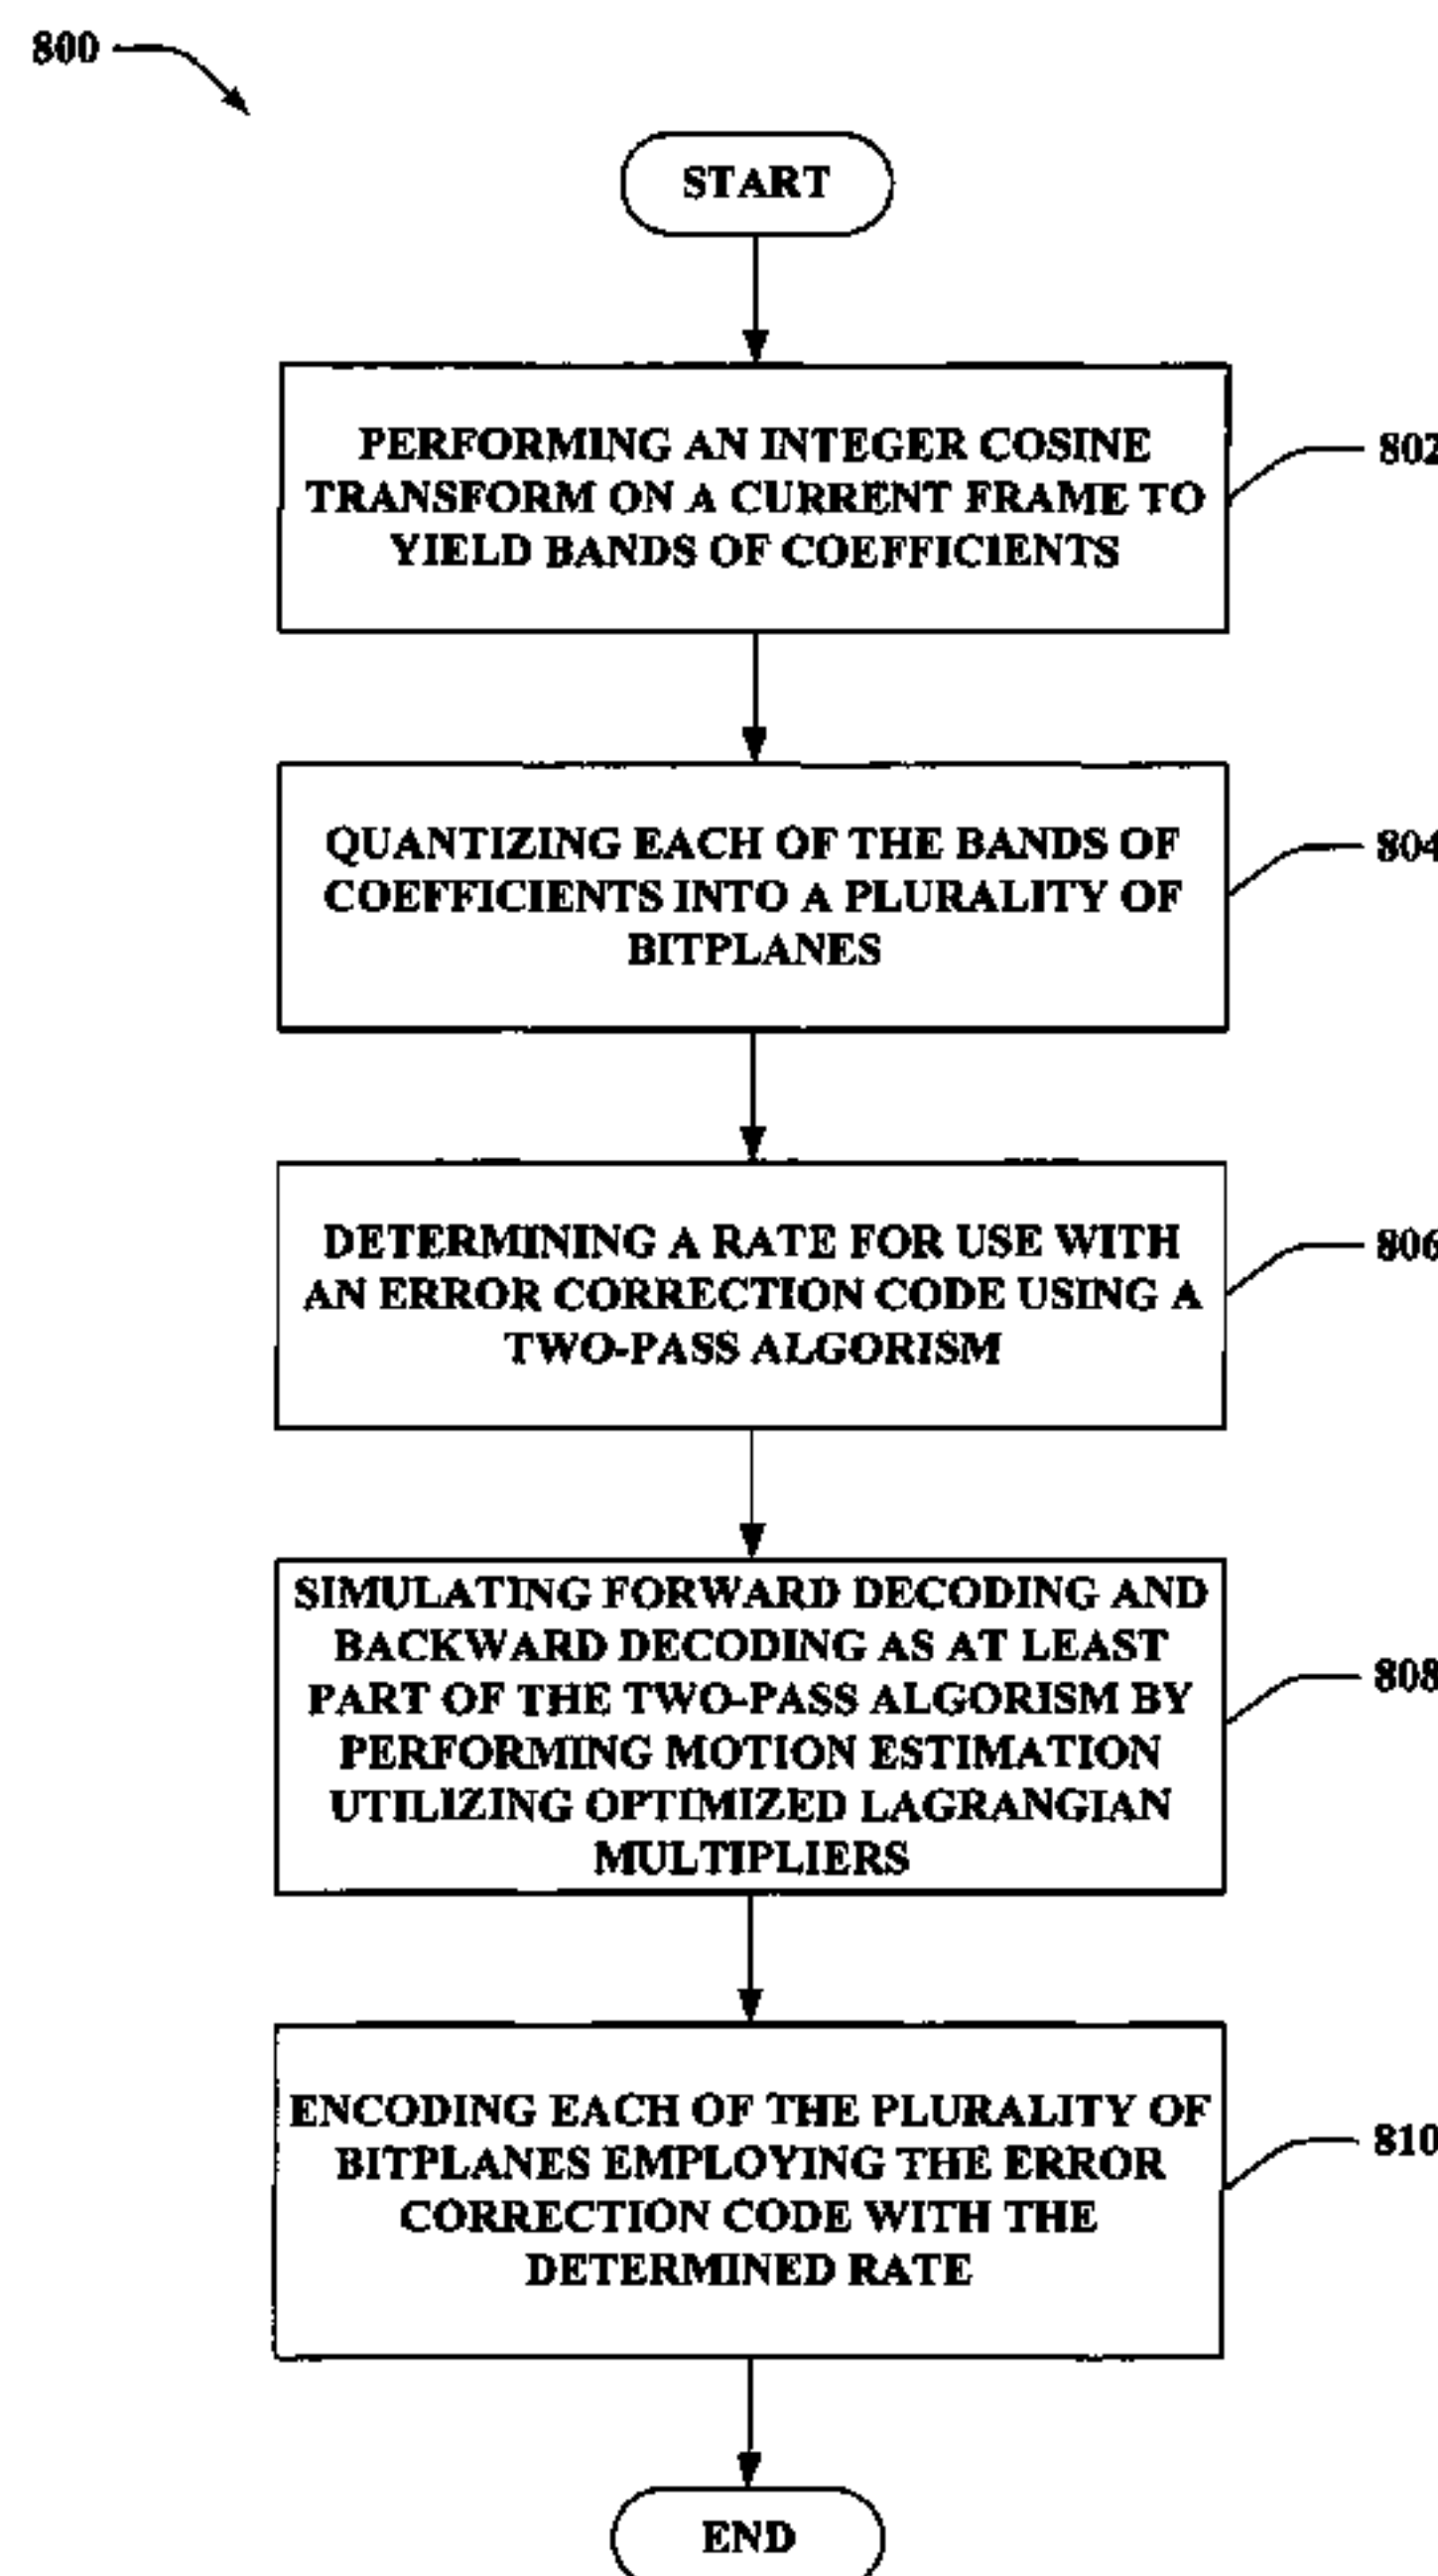 800
START
PERFORMING AN INTEGER COSINE
TRANSFORM ON A CURRENT FRAME TO
YIELD BANDS OF COEFFICIENTS
802
QUANTIZING EACH OF THE BANDS OF
COEFFICIENTS INTO A PLURALITY OF
BITPLANES
804
DETERMINING A RATE FOR USE WITH
AN ERROR CORRECTION CODE USING A
TWO-PASS ALGORISM
806
SIMULATING FORWARD DECODING AND
BACKWARD DECODING AS AT LEAST
PART OF THE TWO-PASS ALGORISM BY
PERFORMING MOTION ESTIMATION
UTILIZING OPTIMIZED LAGRANGIAN
MULTIPLIERS
808
ENCODING EACH OF THE PLURALITY OF
BITPLANES EMPLOYING THE ERROR
CORRECTION CODE WITH THE
DETERMINED RATE
810
END